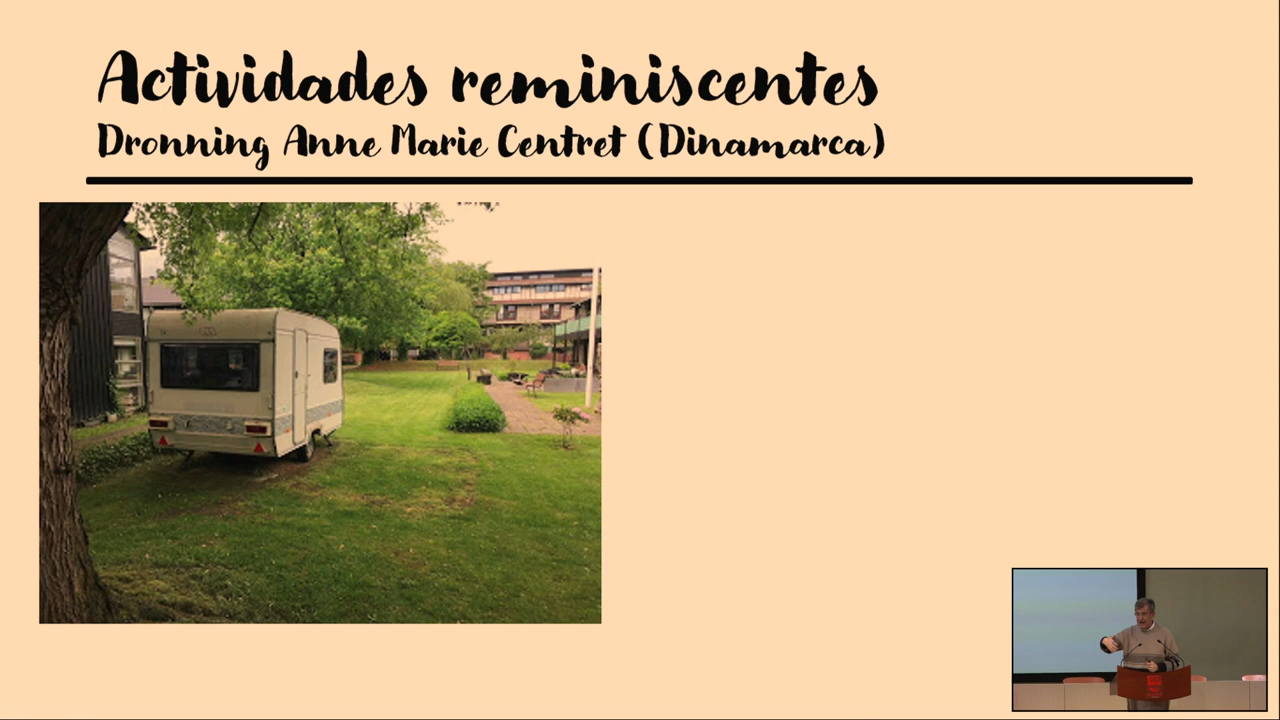 Actividades reminiscentes
Dronning Anne Marie Centret (Dinamarca)